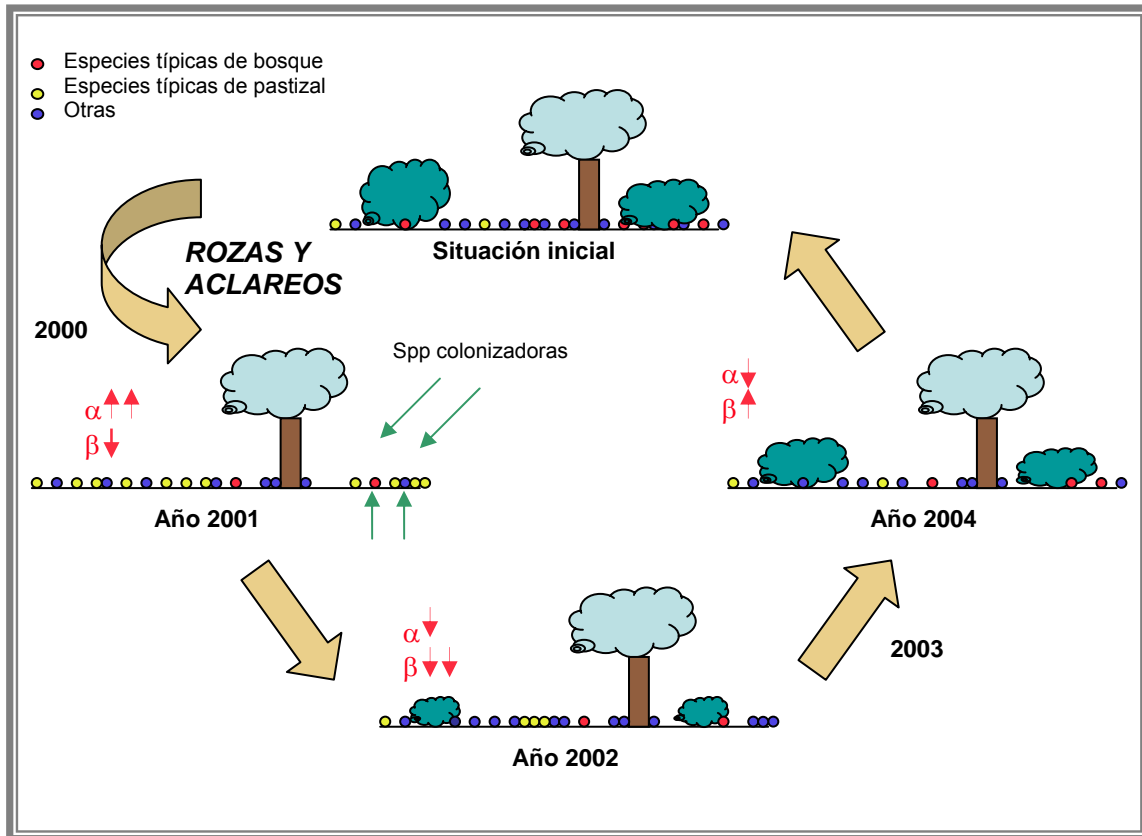 Especies típicas de bosque
Especies típicas de pastizal
Otras
Situación inicial
ROZAS Y
ACLAREOS
2000
Spp colonizadoras
α
β
Año 2001
α
β
Año 2002
2003
α
β
Año 2004